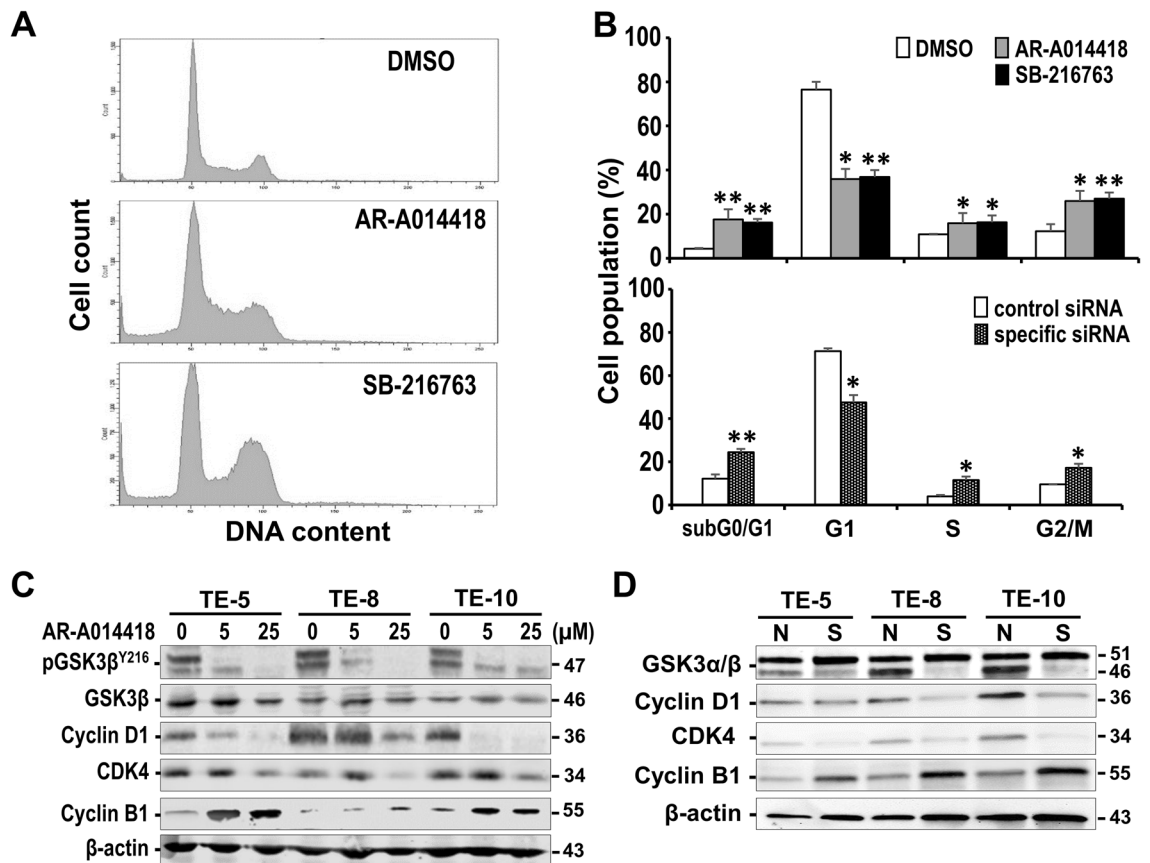 A
DMSO
AR-A014418
SB-216763
Cell count
DNA content
B
Cell population (%)
100
80
60
40
20
0
DMSO
AR-A014418
SB-216763
** **
* **
* *
* **
100
80
60
40
20
0
control siRNA
specific siRNA
**
*
*
*
subG0/G1 G1 S G2/M
C
TE-5 TE-8 TE-10
AR-A014418 0 5 25 0 5 25 0 5 25 (μM)
pGSK3βY216 47
GSK3β 46
Cyclin D1 36
CDK4 34
Cyclin B1 55
β-actin 43
D
TE-5 TE-8 TE-10
N S N S N S
GSK3α/β 51
46
Cyclin D1 36
CDK4 34
Cyclin B1 55
β-actin 43